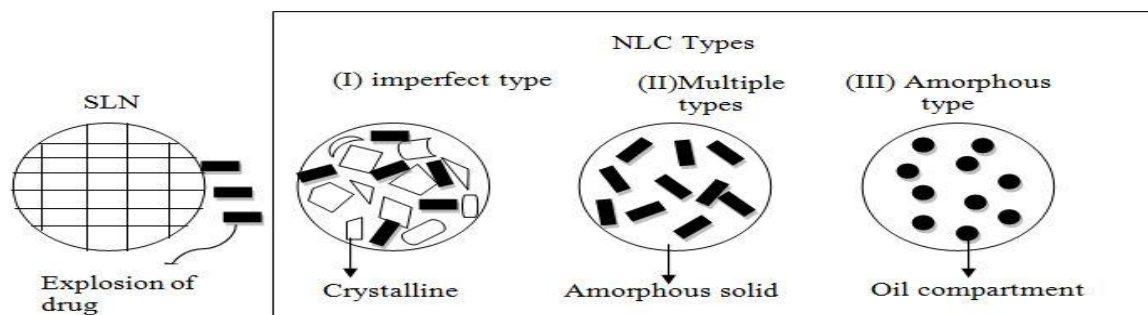 NLC Types
SLN
(I) imperfect type
(II)Multiple
types)
(III) Amorphous
type
Explosion of
drug
Crystalline
Amorphous solid
Oil compartment